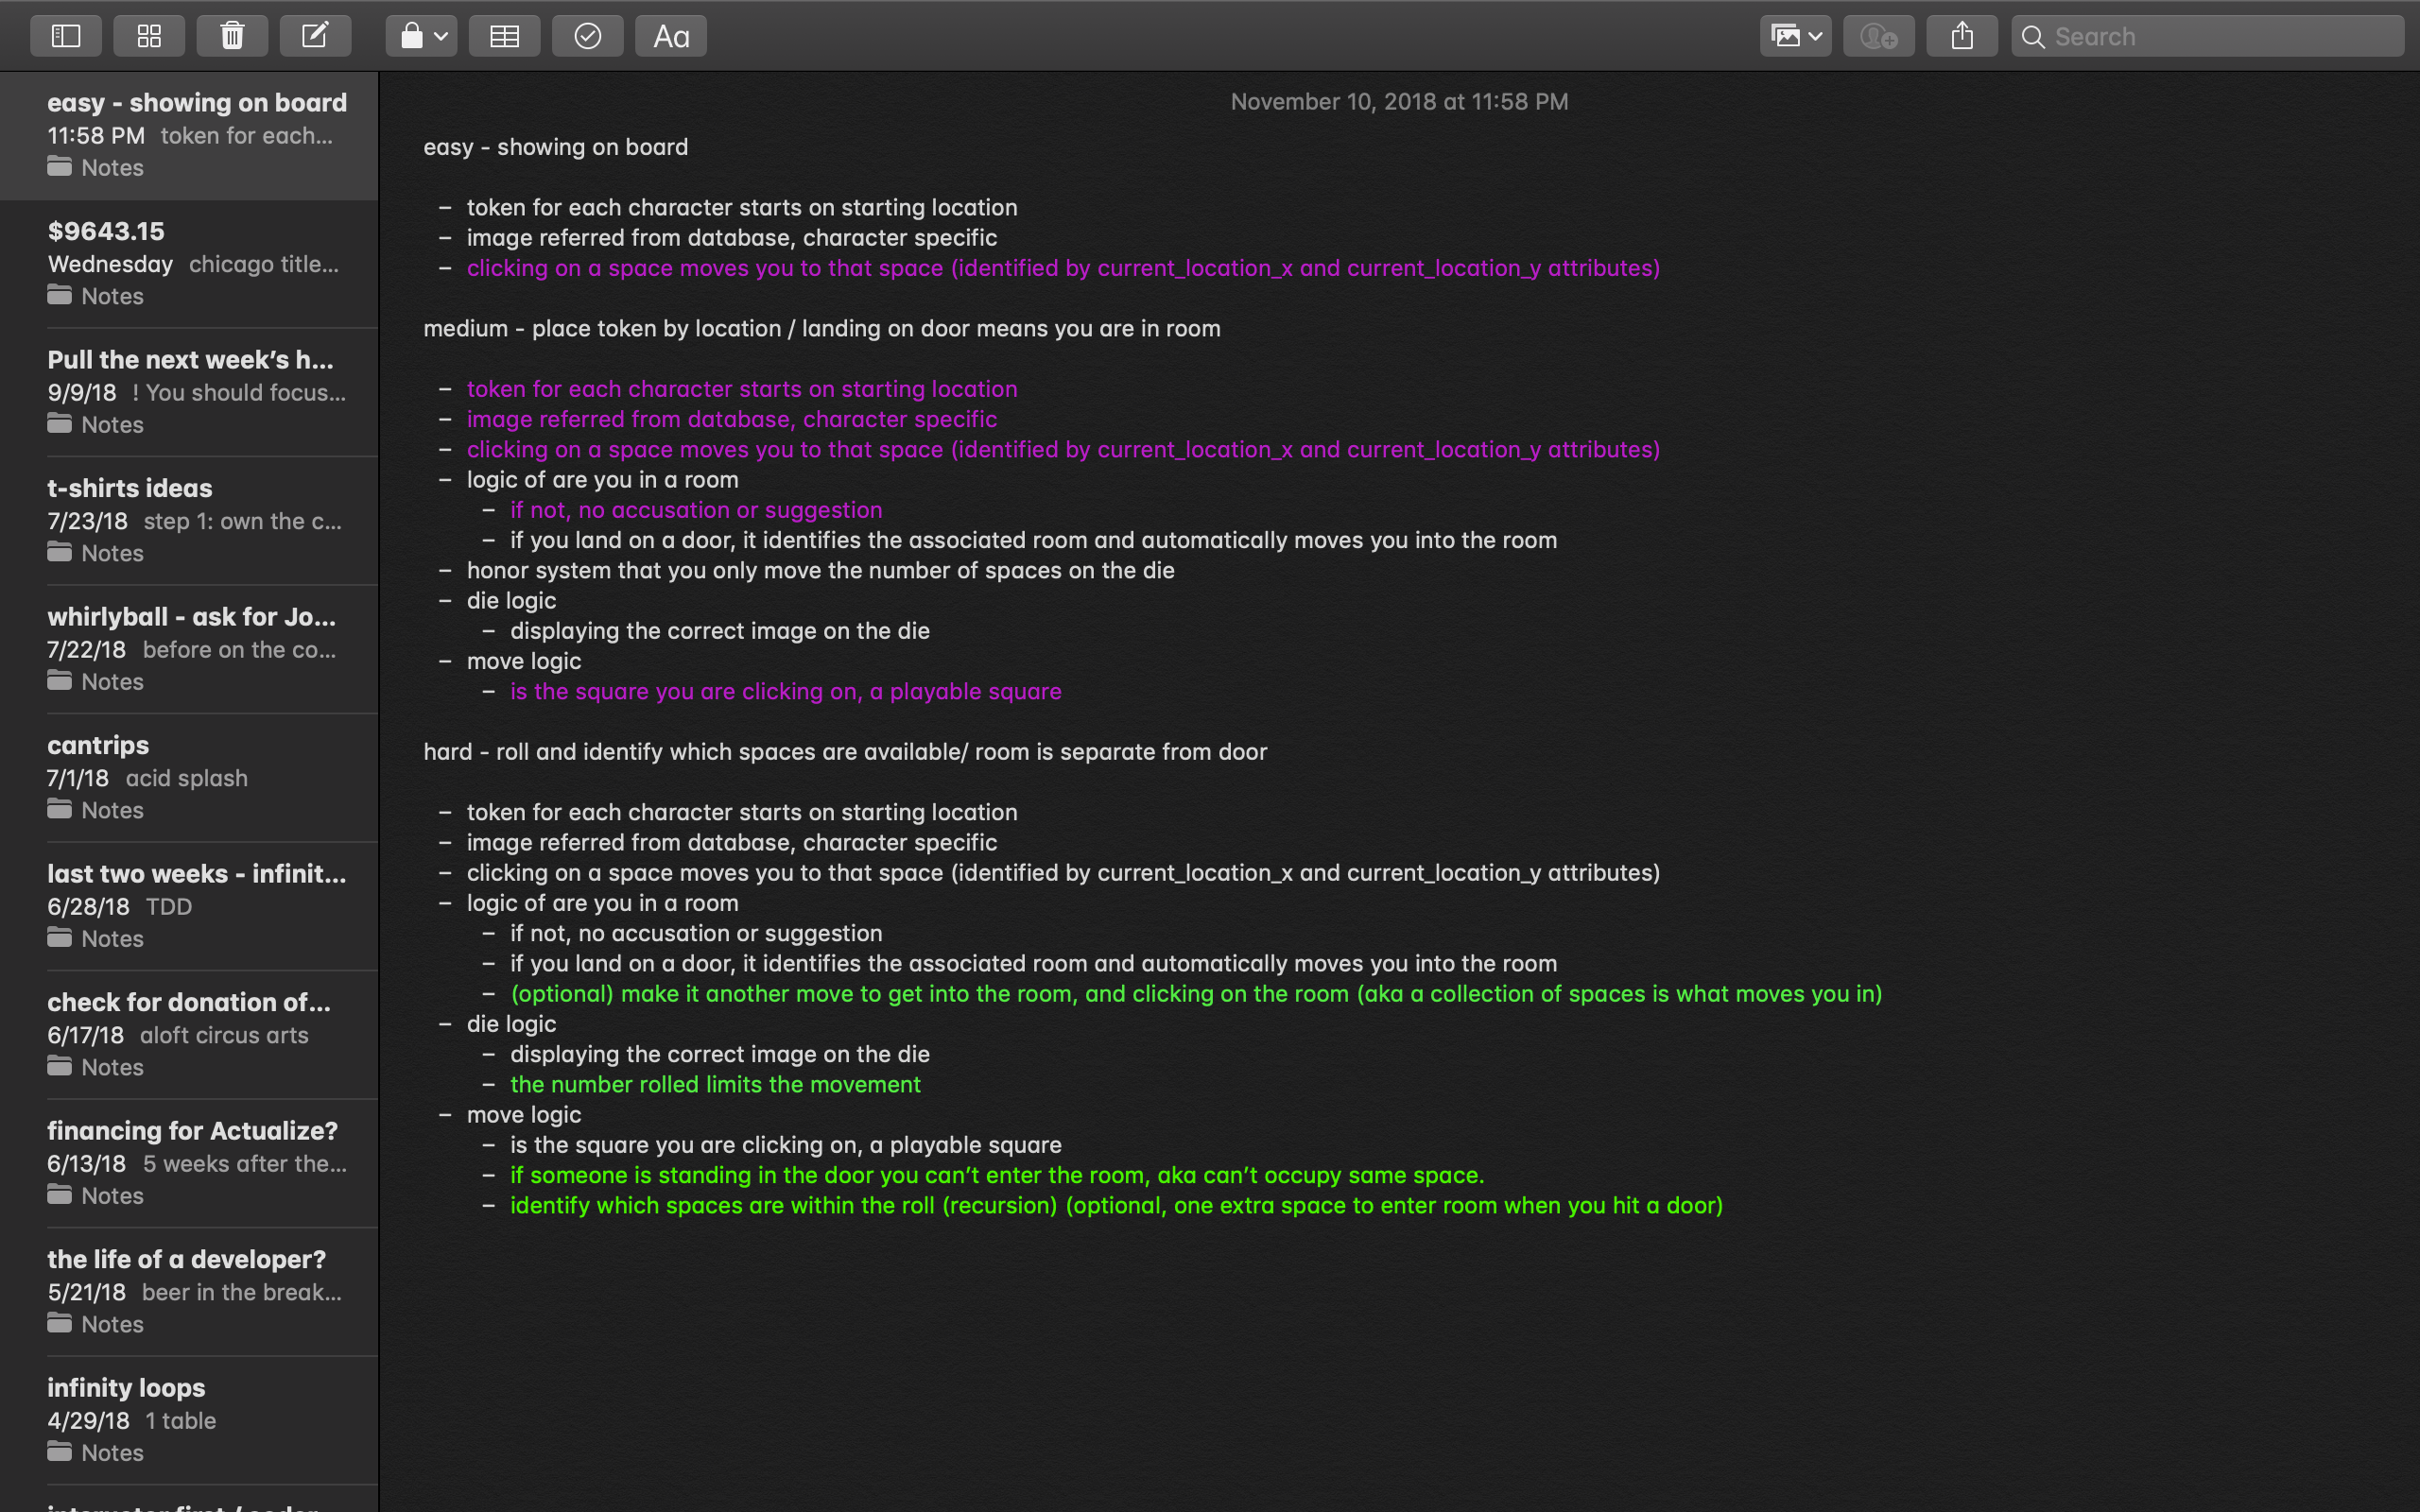 Search
easy - showing on board
11:58 PM token for each...
Notes
$9643.15
Wednesday chicago title...
Notes
Pull the next week's h...
9/9/18 ! You should focus...
Notes
t-shirts ideas
7/23/18 step 1: own the c...
Notes
whirlyball - ask for Jo...
7/22/18 before on the co...
Notes
cantrips
7/1/18 acid splash
Notes
last two weeks - infinit...
6/28/18 TDD
Notes
check for donation of...
6/17/18 aloft circus arts
Notes
financing for Actualize?
6/13/18 5 weeks after the...
Notes
the life of a developer?
5/21/18 beer in the break...
Notes
infinity loops
4/29/18 1 table
Notes
November 10, 2018 at 11:58 PM
easy - showing on board
– token for each character starts on starting location
– image referred from database, character specific
– clicking on a space moves you to that space (identified by current_location_x and current_location_y attributes)
medium - place token by location / landing on door means you are in room
– token for each character starts on starting location
– image referred from database, character specific
– clicking on a space moves you to that space (identified by current_location_x and current_location_y attributes)
– logic of are you in a room
– if not, no accusation or suggestion
– if you land on a door, it identifies the associated room and automatically moves you into the room
– honor system that you only move the number of spaces on the die
– die logic
– displaying the correct image on the die
– move logic
– is the square you are clicking on, a playable square
hard - roll and identify which spaces are available/ room is separate from door
– token for each character starts on starting location
– image referred from database, character specific
– clicking on a space moves you to that space (identified by current_location_x and current_location_y attributes)
– logic of are you in a room
– if not, no accusation or suggestion
– if you land on a door, it identifies the associated room and automatically moves you into the room
– (optional) make it another move to get into the room, and clicking on the room (aka a collection of spaces is what moves you in)
– die logic
– displaying the correct image on the die
– the number rolled limits the movement
– move logic
– is the square you are clicking on, a playable square
– if someone is standing in the door you can't enter the room, aka can't occupy same space.
– identify which spaces are within the roll (recursion) (optional, one extra space to enter room when you hit a door)